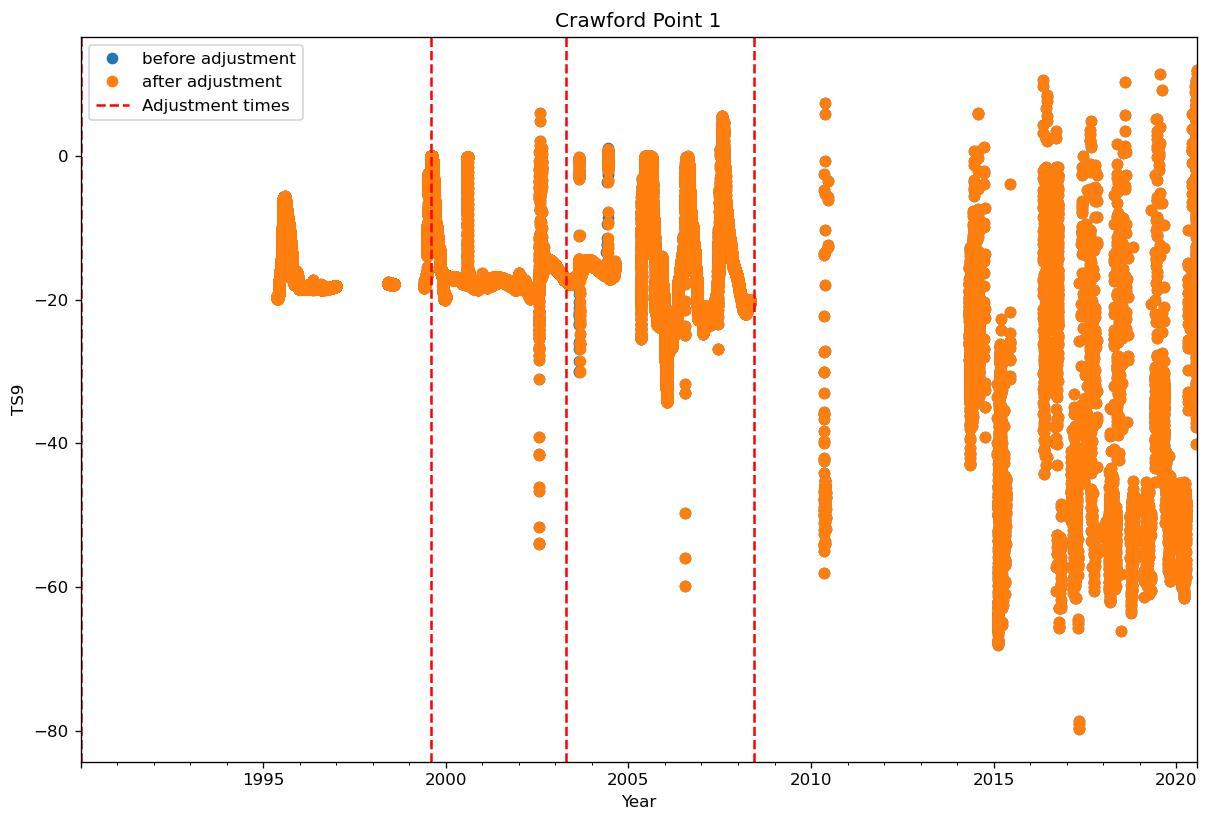 Crawford Point 1
before adjustment
after adjustment
Adjustment times
TS9
0
−20
−40
−60
−80
1995
2000
2005
2010
2015
2020
Year